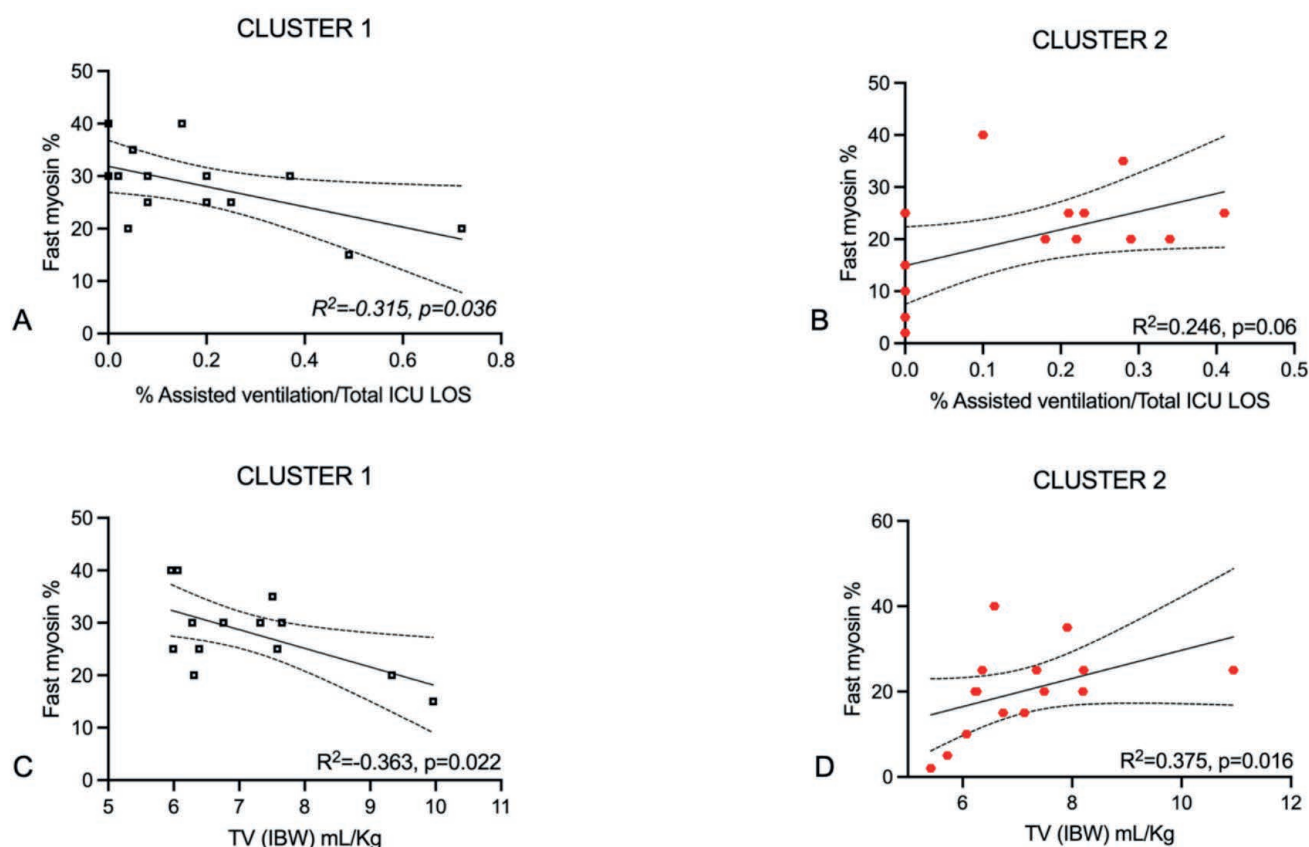 CLUSTER 1
50
40
30
20
10
0
Fast myosin %
A
R²=-0.315, p=0.036
0.0 0.2 0.4 0.6 0.8
% Assisted ventilation/Total ICU LOS
CLUSTER 2
50
40
30
20
10
0
Fast myosin %
B
R²=0.246, p=0.06
0.0 0.1 0.2 0.3 0.4 0.5
% Assisted ventilation/Total ICU LOS
CLUSTER 1
50
40
30
20
10
0
Fast myosin %
C
R²=-0.363, p=0.022
5 6 7 8 9 10 11
TV (IBW) mL/Kg
CLUSTER 2
60
40
20
0
Fast myosin %
D
R²=0.375, p=0.016
6 8 10 12
TV (IBW) mL/Kg